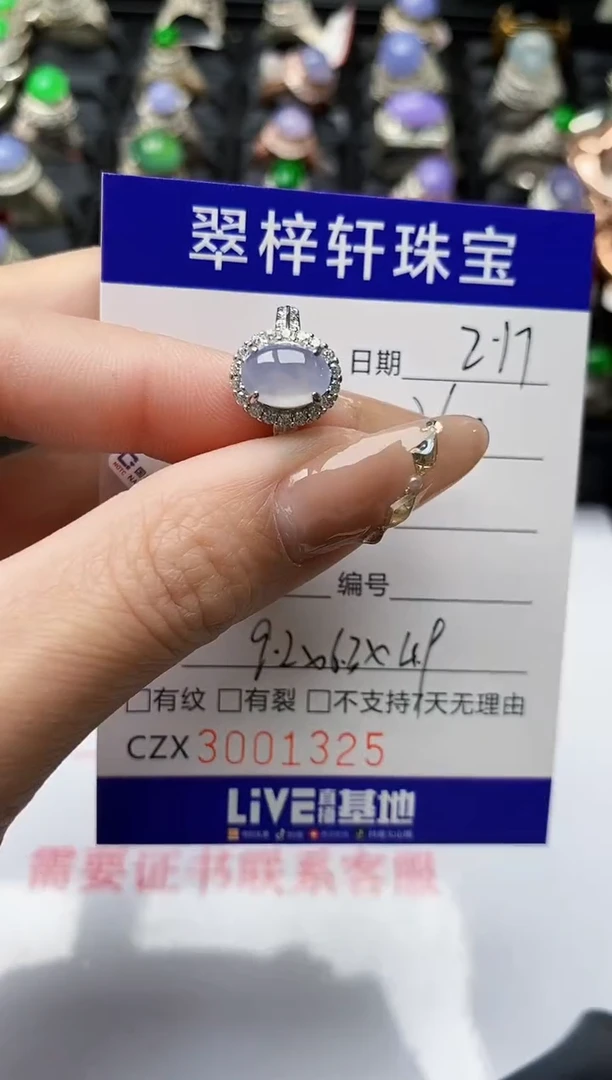 翠梓轩珠宝
日期 2.17
编号
9.2x6.2x4.9
□有纹 □有裂 □不支持7天无理由
CZX3001325
LiVE直播基地
需要证书联系客服